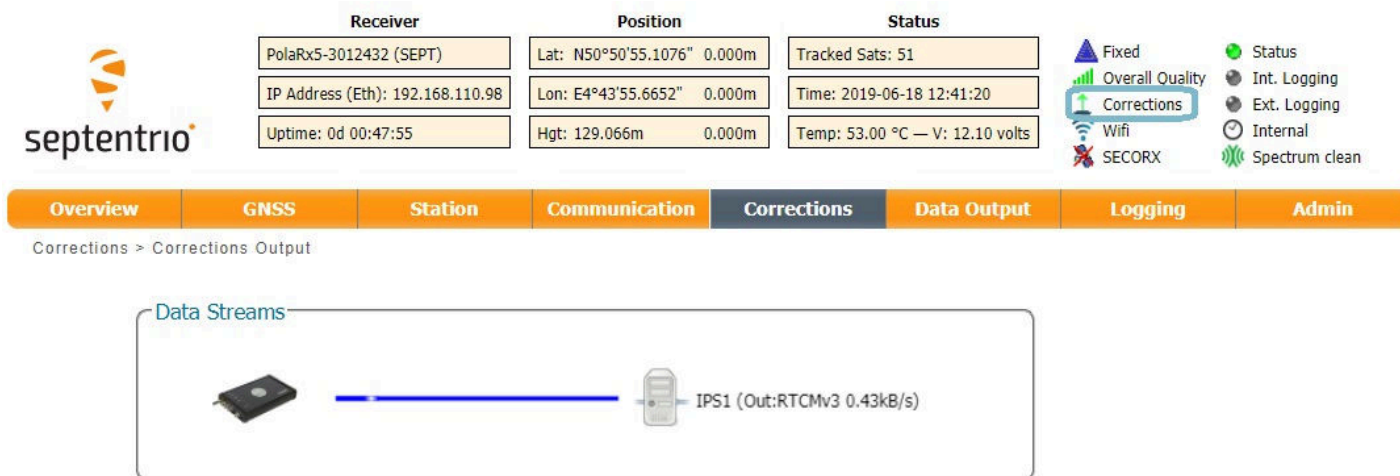 Receiver
Position
Status
PolaRx5-3012432 (SEPT)
Lat: N50°50'55.1076" 0.000m
Tracked Sats: 51
IP Address (Eth): 192.168.110.98
Lon: E4°43'55.6652" 0.000m
Time: 2019-06-18 12:41:20
Uptime: 0d 00:47:55
Hgt: 129.066m 0.000m
Temp: 53.00 °C — V: 12.10 volts
Fixed
Status
Overall Quality
Int. Logging
Corrections
Ext. Logging
Wifi
Internal
SECORX
Spectrum clean
septentrio
Overview GNSS Station Communication Corrections Data Output Logging Admin
Corrections > Corrections Output
Data Streams
IPS1 (Out:RTCMv3 0.43kB/s)